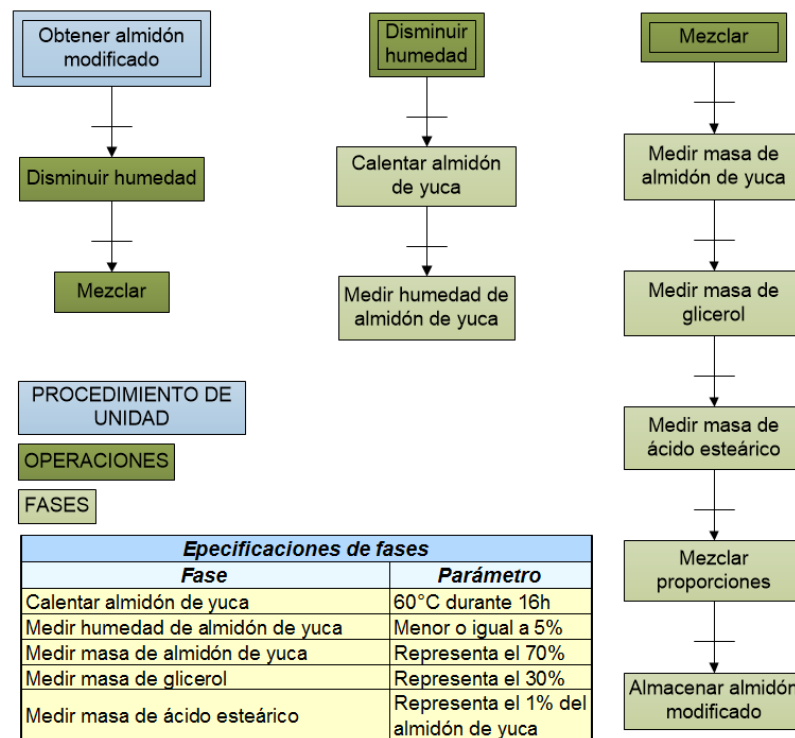 Obtener almidón
modificado
Disminuir humedad
Mezclar
Disminuir
humedad
Calentar almidón
de yuca
Medir humedad de
almidón de yuca
Mezclar
Medir masa de
almidón de yuca
Medir masa de
glicerol
Medir masa de
ácido esteárico
Mezclar
proporciones
Almacenar almidón
modificado
PROCEDIMIENTO DE
UNIDAD
OPERACIONES
FASES
Epecificaciones de fases
Fase Parámetro
Calentar almidón de yuca 60°C durante 16h
Medir humedad de almidón de yuca Menor o igual a 5%
Medir masa de almidón de yuca Representa el 70%
Medir masa de glicerol Representa el 30%
Medir masa de ácido esteárico Representa el 1% del
almidón de yuca